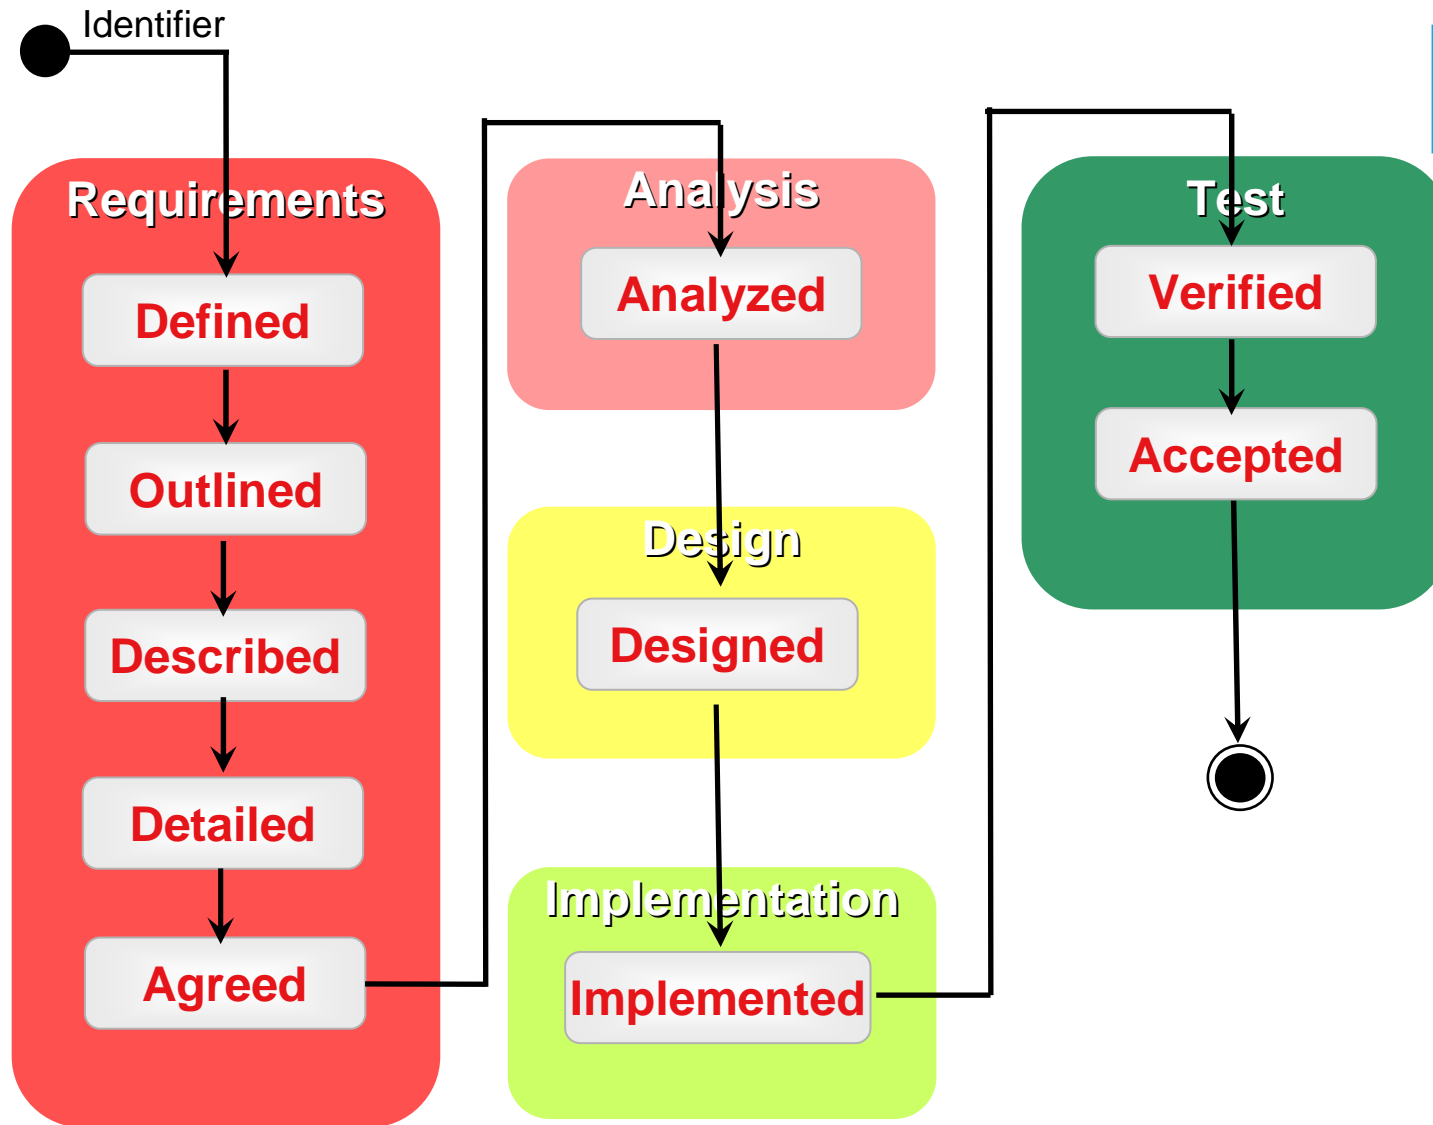 Identifier
Requirements
Defined
Outlined
Described
Detailed
Agreed
Analysis
Analyzed
Design
Designed
Implementation
Implemented
Test
Verified
Accepted